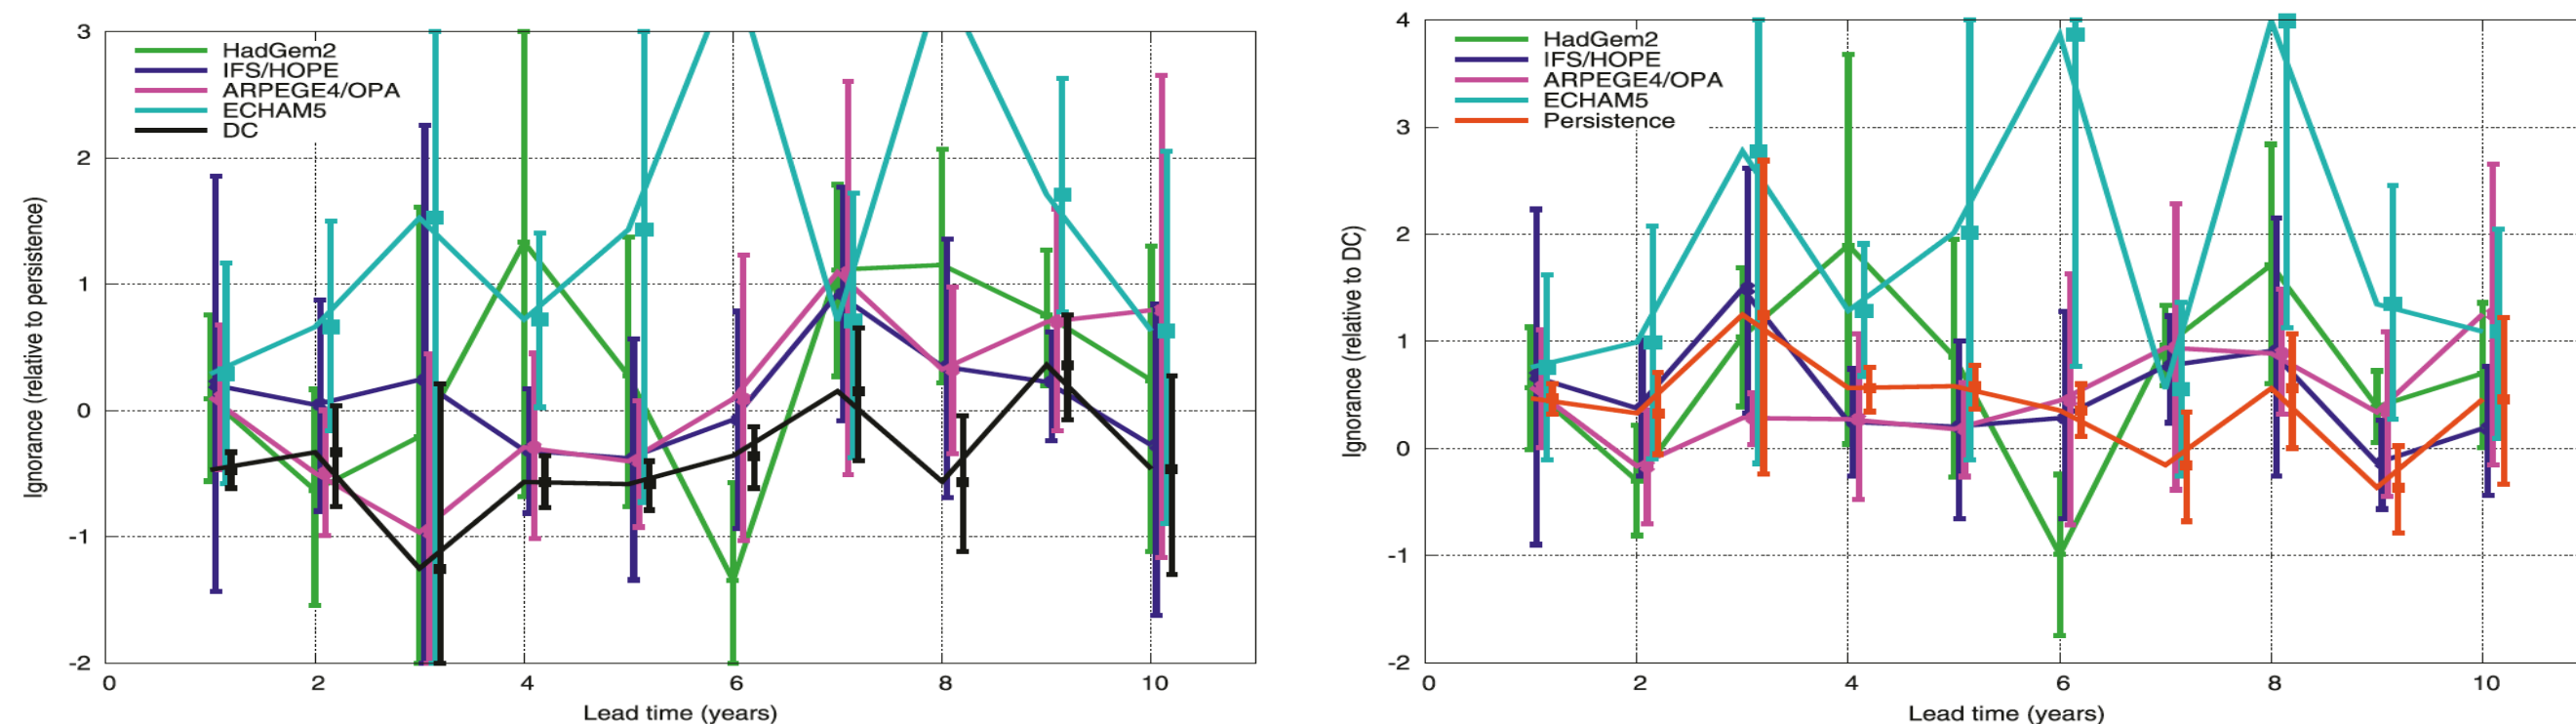 Ignorance (relative to persistence)
3
2
1
0
-1
-2
HadGem2
IFS/HOPE
ARPEGE4/OPA
ECHAM5
DC
0 2 4 6 8 10
Lead time (years)
Ignorance (relative to DC)
4
3
2
1
0
-1
-2
HadGem2
IFS/HOPE
ARPEGE4/OPA
ECHAM5
Persistence
0 2 4 6 8 10
Lead time (years)